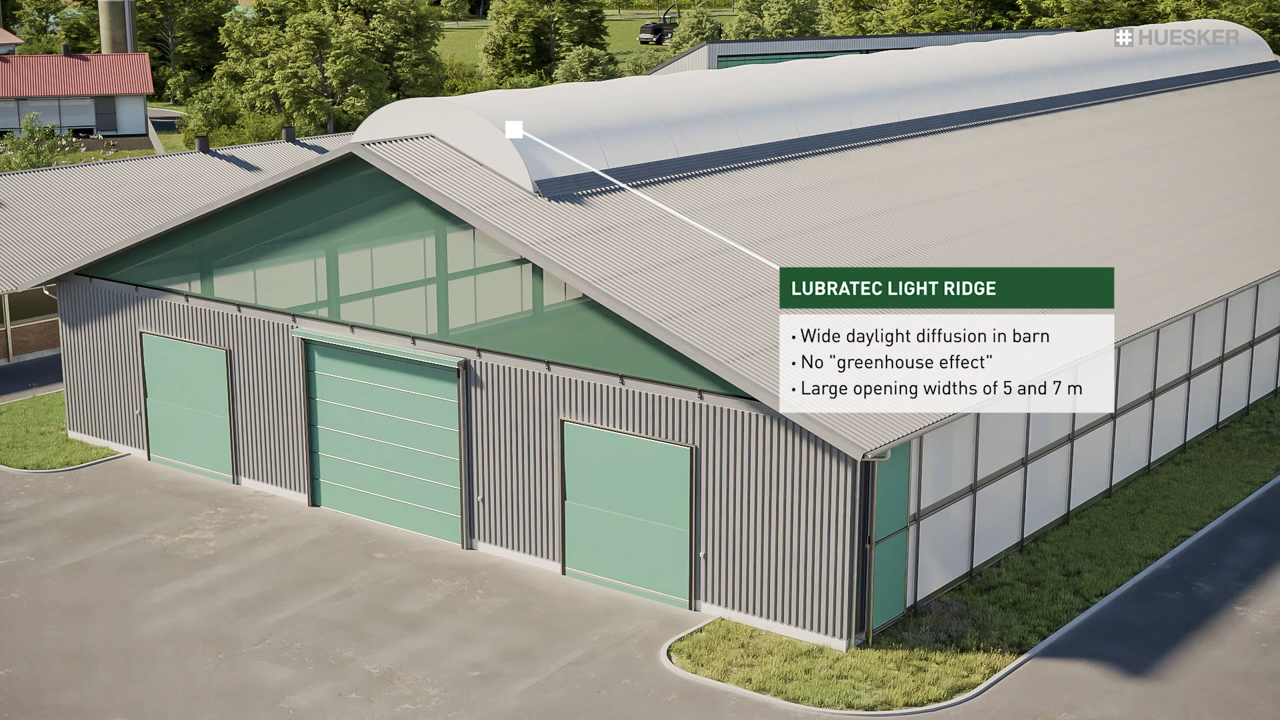 # HUESKER
LUBRATEC LIGHT RIDGE
· Wide daylight diffusion in barn
· No "greenhouse effect"
· Large opening widths of 5 and 7 m